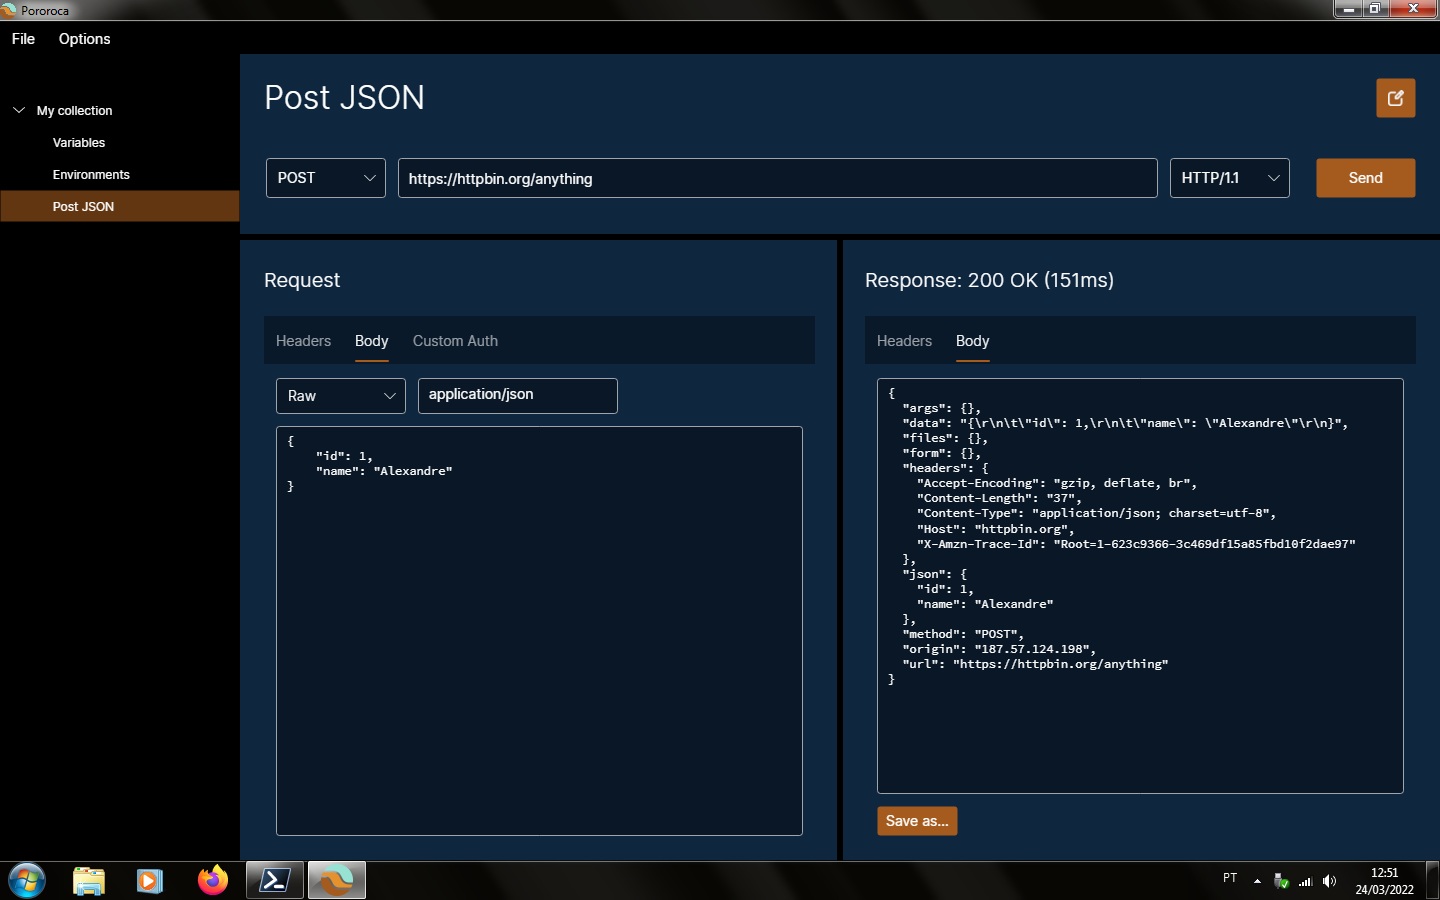 Pororoca
File Options
My collection
Variables
Environments
Post JSON
Post JSON
POST
https://httpbin.org/anything
HTTP/1.1
Send
Request
Headers Body Custom Auth
Raw
application/json
{
    "id": 1,
    "name": "Alexandre"
}
Response: 200 OK (151ms)
Headers Body
{
  "args": {},
  "data": "{\r\n\t\"id\": 1,\r\n\t\"name\": \"Alexandre\"\r\n}",
  "files": {},
  "form": {},
  "headers": {
    "Accept-Encoding": "gzip, deflate, br",
    "Content-Length": "37",
    "Content-Type": "application/json; charset=utf-8",
    "Host": "httpbin.org",
    "X-Amzn-Trace-Id": "Root=1-623c9366-3c469df15a85fbd10f2dae97"
  },
  "json": {
    "id": 1,
    "name": "Alexandre"
  },
  "method": "POST",
  "origin": "187.57.124.198",
  "url": "https://httpbin.org/anything"
}
Save as...
PT
12:51
24/03/2022